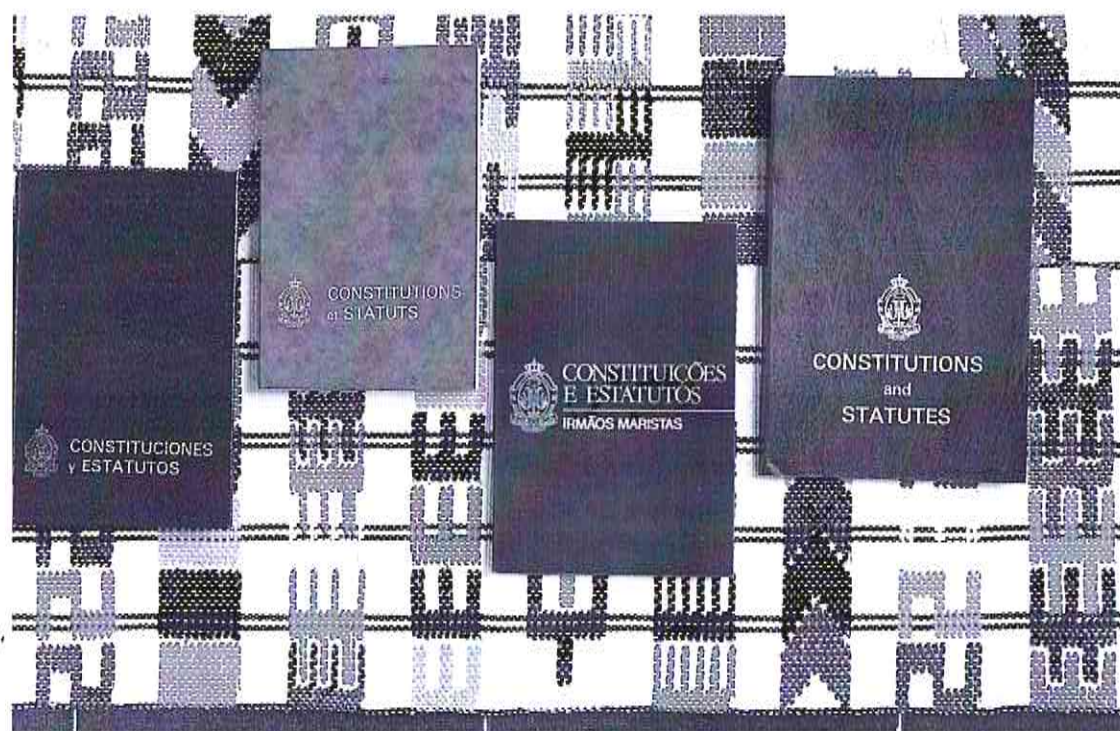 CONSTITUCIONES
y ESTATUTOS
CONSTITUTIONS
et STATUTS
CONSTITUIÇÕES
E ESTATUTOS
IRMÃOS MARISTAS
CONSTITUTIONS
and
STATUTES